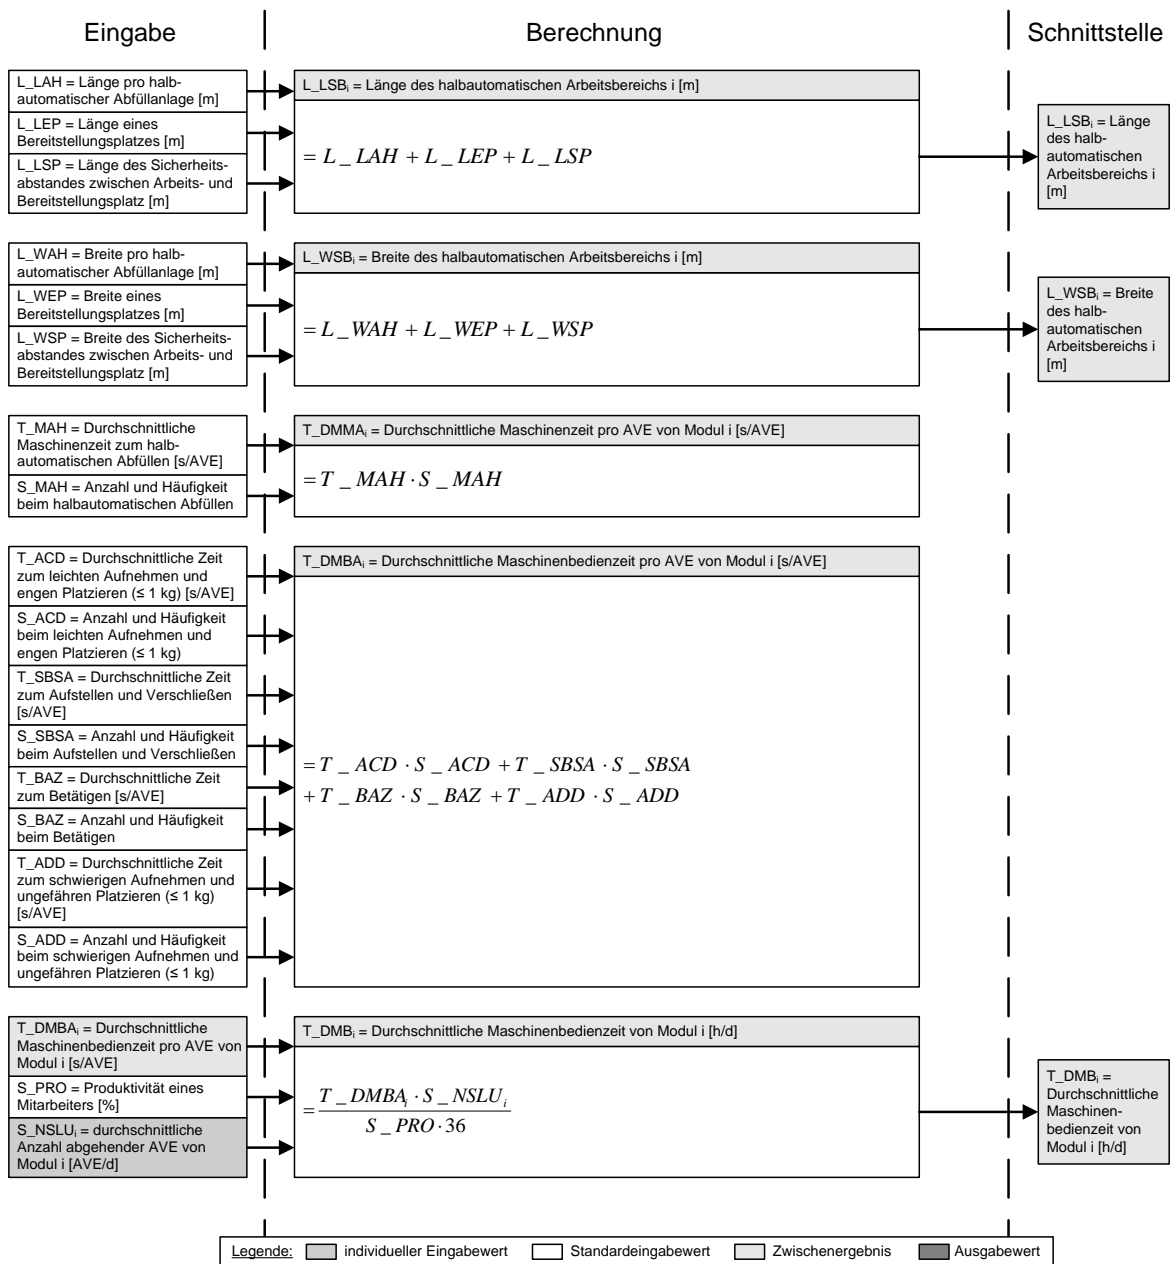 Eingabe
Berechnung
Schnittstelle
L_LAH = Länge pro halb-
automatischer Abfüllanlage [m]
L_LEP = Länge eines
Bereitstellungsplatzes [m]
L_LSP = Länge des Sicherheits-
abstandes zwischen Arbeits- und
Bereitstellungsplatz [m]
L_LSBᵢ = Länge des halbautomatischen Arbeitsbereichs i [m]
= L _ LAH + L _ LEP + L _ LSP
L_LSBᵢ = Länge
des halb-
automatischen
Arbeitsbereichs i
[m]
L_WAH = Breite pro halb-
automatischer Abfüllanlage [m]
L_WEP = Breite eines
Bereitstellungsplatzes [m]
L_WSP = Breite des Sicherheits-
abstandes zwischen Arbeits- und
Bereitstellungsplatz [m]
L_WSBᵢ = Breite des halbautomatischen Arbeitsbereichs i [m]
= L _ WAH + L _ WEP + L _ WSP
L_WSBᵢ = Breite
des halb-
automatischen
Arbeitsbereichs i
[m]
T_MAH = Durchschnittliche
Maschinenzeit zum halb-
automatischen Abfüllen [s/AVE]
S_MAH = Anzahl und Häufigkeit
beim halbautomatischen Abfüllen
T_DMMAᵢ = Durchschnittliche Maschinenzeit pro AVE von Modul i [s/AVE]
= T _ MAH · S _ MAH
T_ACD = Durchschnittliche Zeit
zum leichten Aufnehmen und
engen Platzieren (≤ 1 kg) [s/AVE]
S_ACD = Anzahl und Häufigkeit
beim leichten Aufnehmen und
engen Platzieren (≤ 1 kg)
T_SBSA = Durchschnittliche Zeit
zum Aufstellen und Verschließen
[s/AVE]
S_SBSA = Anzahl und Häufigkeit
beim Aufstellen und Verschließen
T_BAZ = Durchschnittliche Zeit
zum Betätigen [s/AVE]
S_BAZ = Anzahl und Häufigkeit
beim Betätigen
T_ADD = Durchschnittliche Zeit
zum schwierigen Aufnehmen und
ungefähren Platzieren (≤ 1 kg)
[s/AVE]
S_ADD = Anzahl und Häufigkeit
beim schwierigen Aufnehmen und
ungefähren Platzieren (≤ 1 kg)
T_DMBAᵢ = Durchschnittliche Maschinenbedienzeit pro AVE von Modul i [s/AVE]
= T _ ACD · S _ ACD + T _ SBSA · S _ SBSA
+ T _ BAZ · S _ BAZ + T _ ADD · S _ ADD
T_DMBAᵢ = Durchschnittliche
Maschinenbedienzeit pro AVE von
Modul i [s/AVE]
S_PRO = Produktivität eines
Mitarbeiters [%]
S_NSLUᵢ = durchschnittliche
Anzahl abgehender AVE von
Modul i [AVE/d]
T_DMBᵢ = Durchschnittliche Maschinenbedienzeit von Modul i [h/d]
T _ DMBAᵢ · S _ NSLUᵢ
=
S _ PRO · 36
T_DMBᵢ =
Durchschnittliche
Maschinen-
bedienzeit von
Modul i [h/d]
Legende: individueller Eingabewert Standardeingabewert Zwischenergebnis Ausgabewert